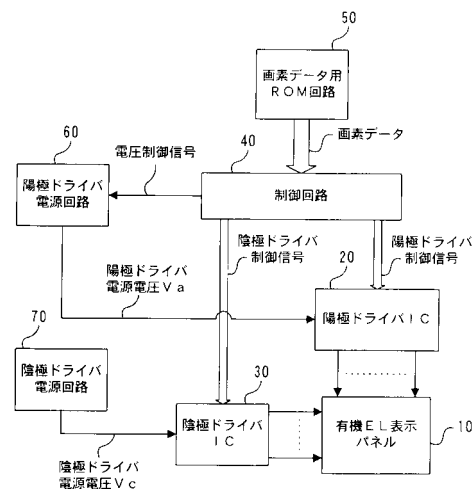 50
画素データ用
ROM回路
画素データ
60
電圧制御信号
40
陽極ドライバ
電源回路
制御回路
陰極ドライバ
制御信号
陽極ドライバ
制御信号
陽極ドライバ
電源電圧Va
20
陽極ドライバIC
70
陰極ドライバ
電源回路
30
陰極ドライバ
IC
有機EL表示
パネル
10
陰極ドライバ
電源電圧Vc